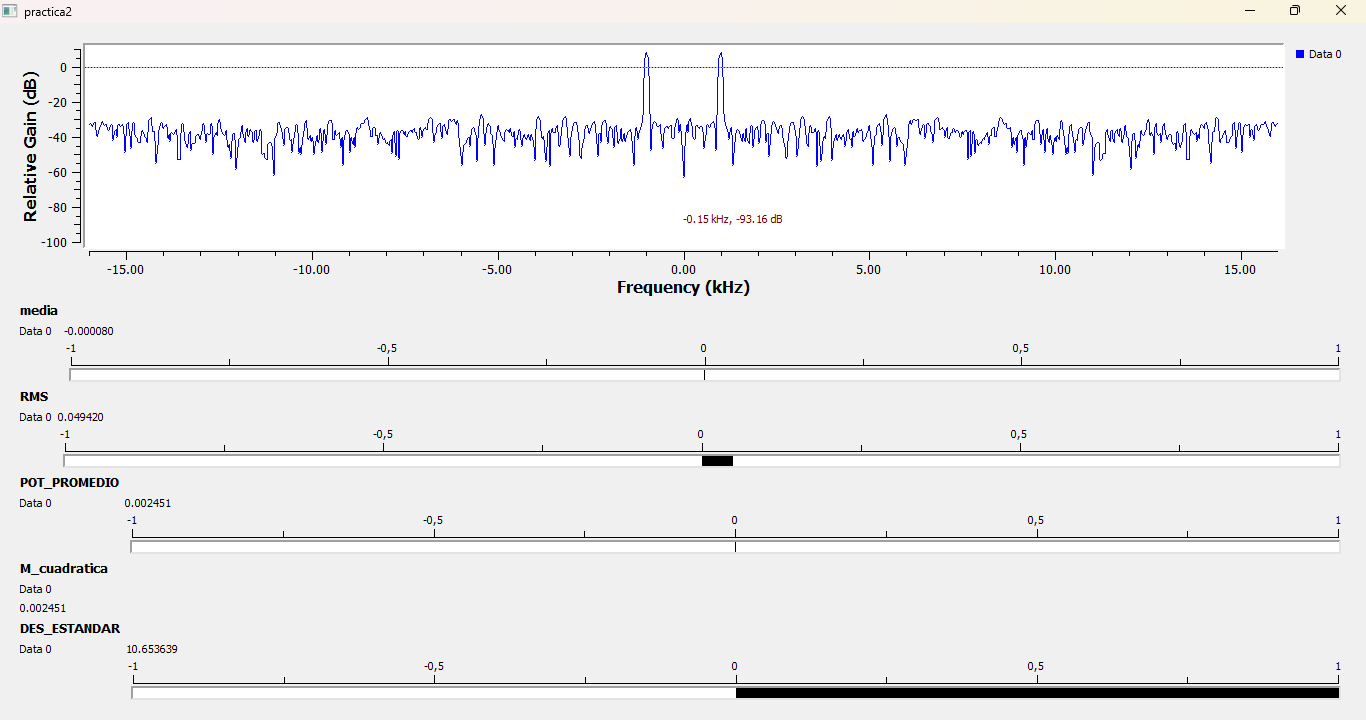 practica2
Data 0
Relative Gain (dB)
0
-20
-40
-60
-80
-100
-0.15 kHz, -93.16 dB
-15.00 -10.00 -5.00 0.00 5.00 10.00 15.00
Frequency (kHz)
media
Data 0 -0.000080
-1 -0,5 0 0,5 1
RMS
Data 0 0.049420
-1 -0,5 0 0,5 1
POT_PROMEDIO
Data 0 0.002451
-1 -0,5 0 0,5 1
M_cuadratica
Data 0
0.002451
DES_ESTANDAR
Data 0 10.653639
-1 -0,5 0 0,5 1